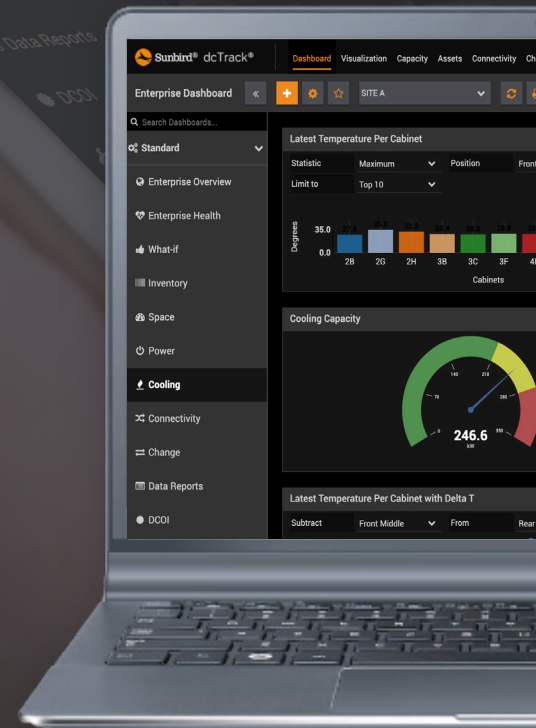 Data Reports
DCOI
Sunbird® dcTrack®
Dashboard Visualization Capacity Assets Connectivity
Enterprise Dashboard «
SITE A
Search Dashboards...
Standard
Enterprise Overview
Enterprise Health
What-if
Inventory
Space
Power
Cooling
Connectivity
Change
Data Reports
DCOI
Latest Temperature Per Cabinet
Statistic Maximum Position Front
Limit to Top 10
Degrees
35.0
0.0
2B 2G 2H 3B 3C 3F
Cabinets
Cooling Capacity
0 70 140 210 280 350
246.6
kW
Latest Temperature Per Cabinet with Delta T
Subtract Front Middle From Rear